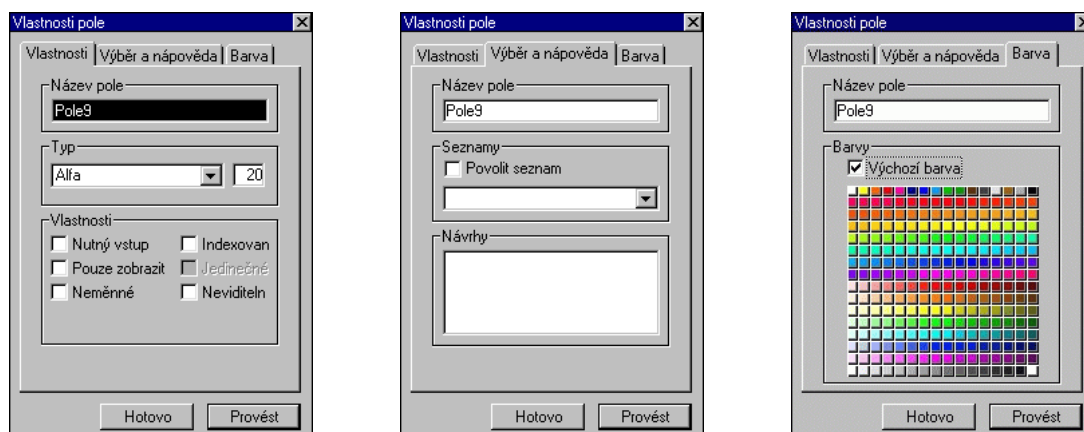 Vlastnosti pole
Vlastnosti Výběr a nápověda Barva
Název pole
Pole9
Typ
Alfa 20
Vlastnosti
Nutný vstup Indexovan
Pouze zobrazit Jedinečné
Neměnné Neviditeln
Hotovo Provést
Vlastnosti pole
Vlastnosti Výběr a nápověda Barva
Název pole
Pole9
Seznamy
Povolit seznam
Návrhy
Hotovo Provést
Vlastnosti pole
Vlastnosti Výběr a nápověda Barva
Název pole
Pole9
Barvy
Výchozí barva
Hotovo Provést